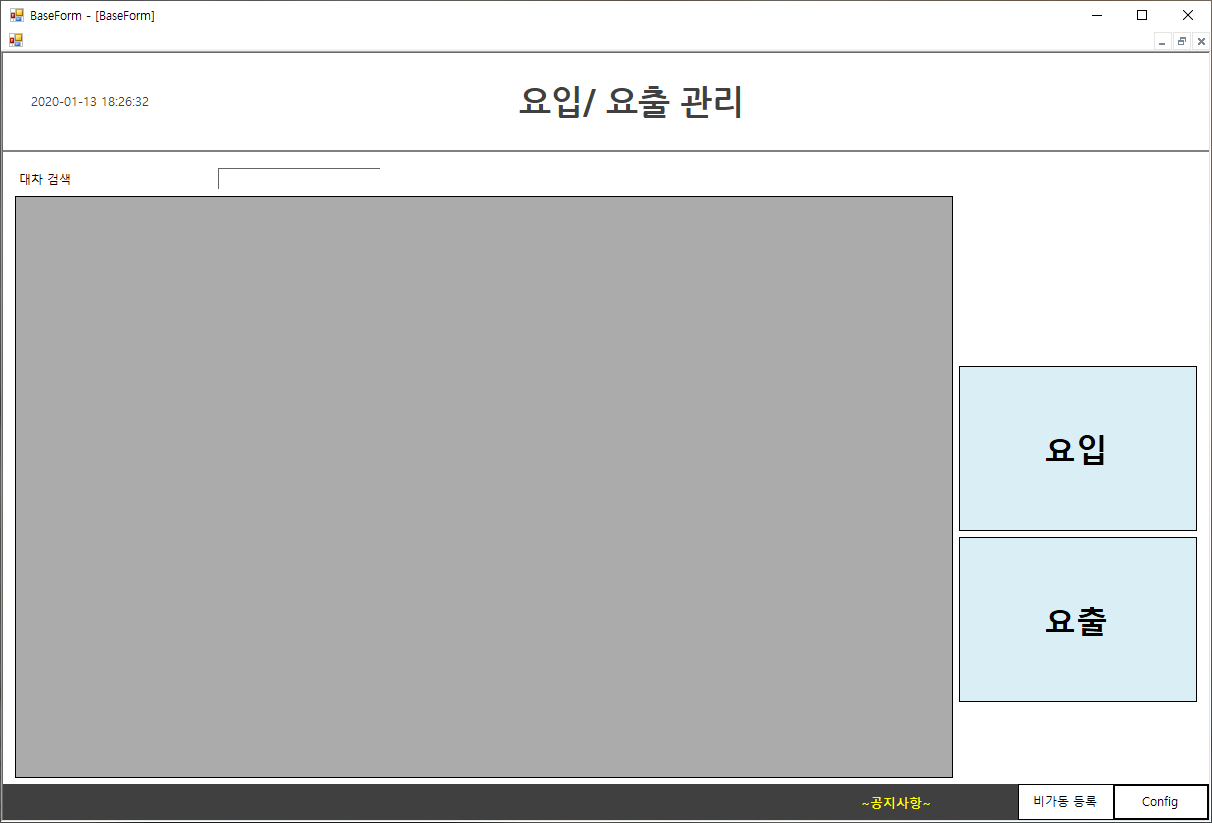 BaseForm - [BaseForm]
2020-01-13 18:26:32
요입/ 요출 관리
대차 검색
요입
요출
~공지사항~
비가동 등록
Config